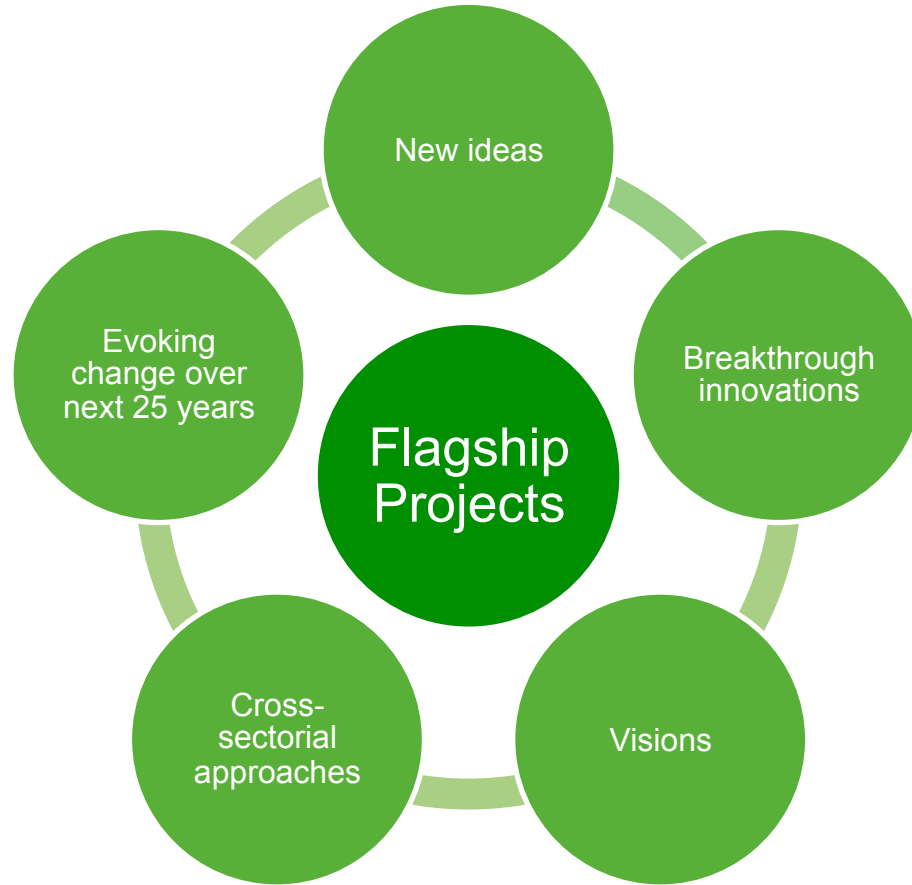 New ideas
Breakthrough
innovations
Visions
Cross-
sectorial
approaches
Evoking
change over
next 25 years
Flagship
Projects